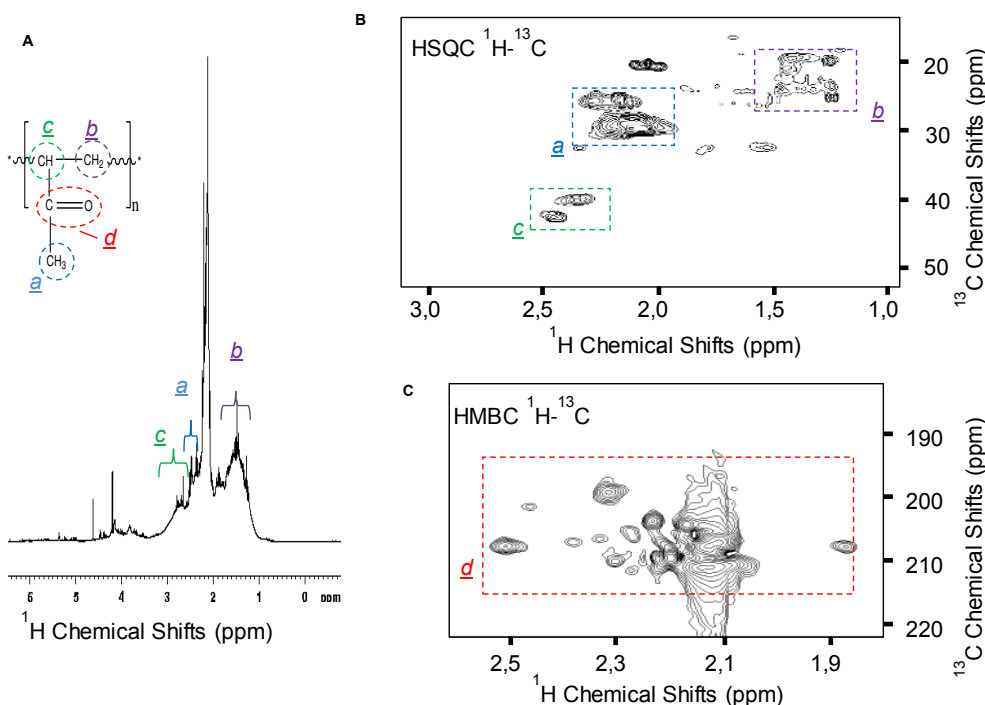 A
c
b
*
CH
CH2
*
n
C
O
d
CH3
a
b
a
c
6 5 4 3 2 1 0 ppm
1H Chemical Shifts (ppm)
B
HSQC 1H-13C
a
b
c
20
30
40
50
13C Chemical Shifts (ppm)
3,0 2,5 2,0 1,5 1,0
1H Chemical Shifts (ppm)
C
HMBC 1H-13C
d
190
200
210
220
13C Chemical Shifts (ppm)
2,5 2,3 2,1 1,9
1H Chemical Shifts (ppm)